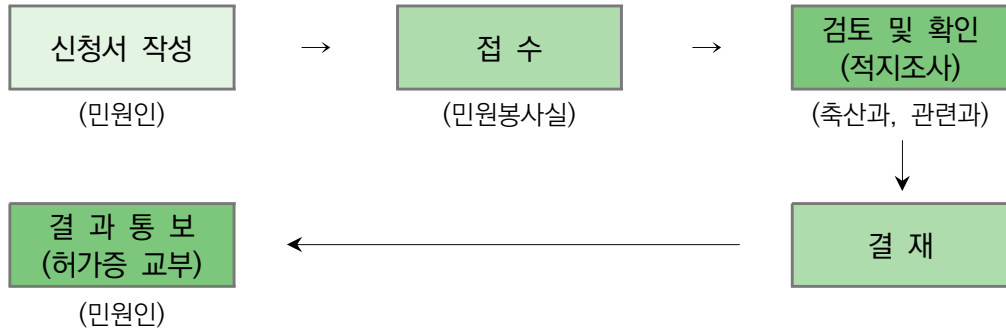 신청서 작성
→
접 수
→
검토 및 확인
(적지조사)
(민원인)
(민원봉사실)
(축산과, 관련과)
결 과 통 보
(허가증 교부)
결 재
(민원인)